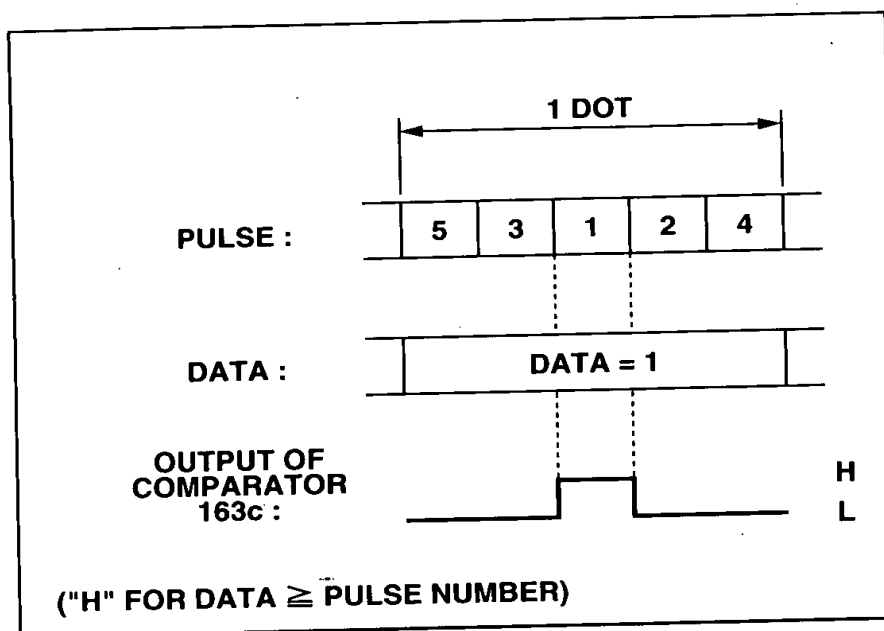 1 DOT
PULSE : 5 3 1 2 4
DATA : DATA = 1
OUTPUT OF
COMPARATOR
163c :
H
L
("H" FOR DATA ≧ PULSE NUMBER)